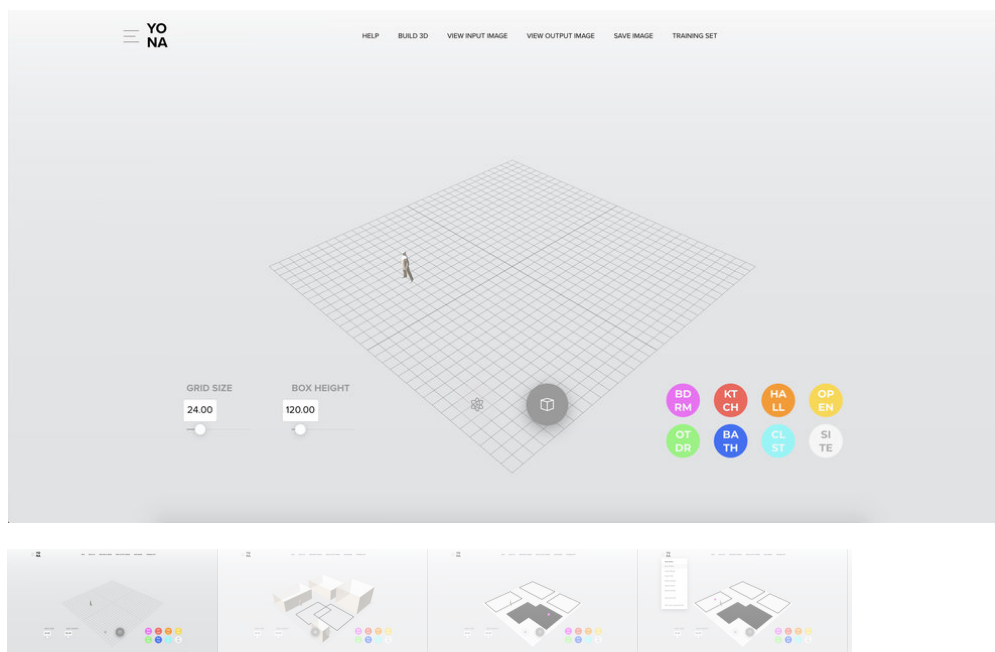 YO
NA
HELP
BUILD 3D
VIEW INPUT IMAGE
VIEW OUTPUT IMAGE
SAVE IMAGE
TRAINING SET
GRID SIZE
BOX HEIGHT
24.00
120.00
BD
RM
KT
CH
HA
LL
OP
EN
OT
DR
BA
TH
CL
ST
SI
TE